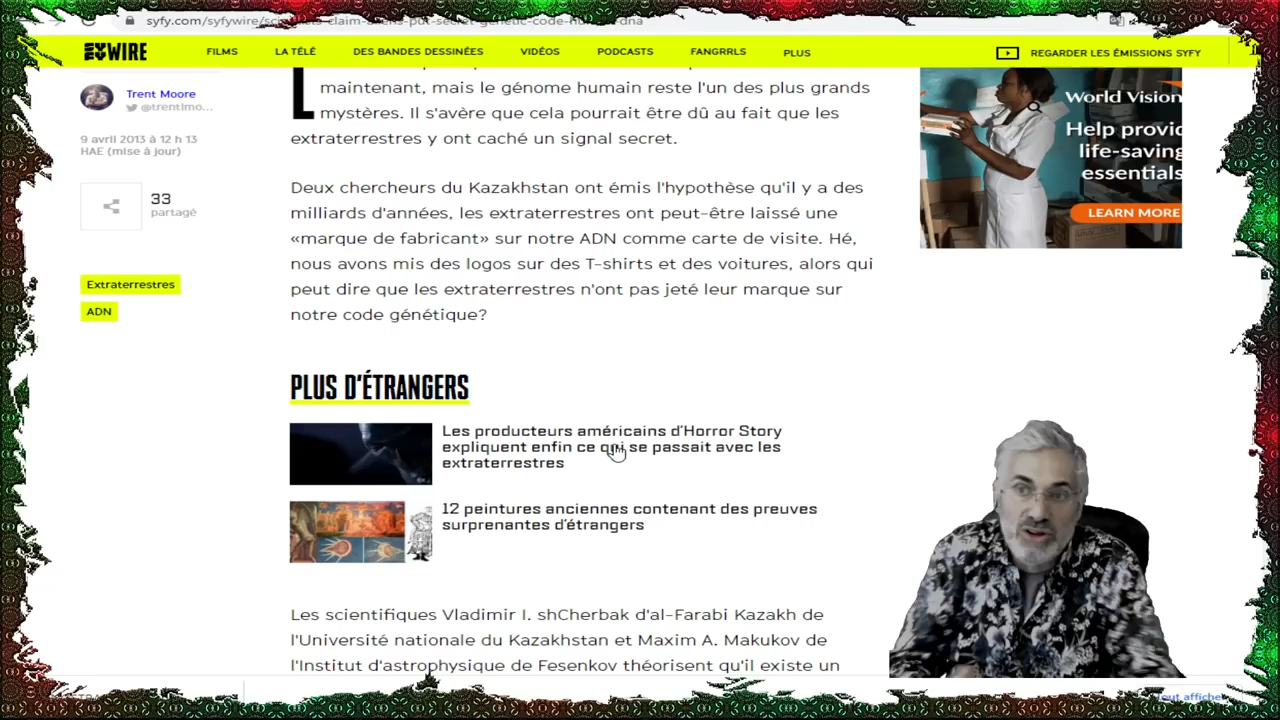 syfy.com/syfywire/scientists-claim-aliens-put-secret-genetic-code-human-dna
WIRE
FILMS
LA TÉLÉ
DES BANDES DESSINÉES
VIDÉOS
PODCASTS
FANGRRLS
PLUS
REGARDER LES ÉMISSIONS SYFY
Trent Moore
@trentlmo...
9 avril 2013 à 12 h 13
HAE (mise à jour)
33
partagé
Extraterrestres
ADN
L
maintenant, mais le génome humain reste l'un des plus grands
mystères. Il s'avère que cela pourrait être dû au fait que les
extraterrestres y ont caché un signal secret.
Deux chercheurs du Kazakhstan ont émis l'hypothèse qu'il y a des
milliards d'années, les extraterrestres ont peut-être laissé une
«marque de fabricant» sur notre ADN comme carte de visite. Hé,
nous avons mis des logos sur des T-shirts et des voitures, alors qui
peut dire que les extraterrestres n'ont pas jeté leur marque sur
notre code génétique?
PLUS D'ÉTRANGERS
Les producteurs américains d'Horror Story
expliquent enfin ce qui se passait avec les
extraterrestres
12 peintures anciennes contenant des preuves
surprenantes d'étrangers
Les scientifiques Vladimir I. shCherbak d'al-Farabi Kazakh de
l'Université nationale du Kazakhstan et Maxim A. Makukov de
l'Institut d'astrophysique de Fesenkov théorisent qu'il existe un
World Vision
Help provid
life-saving
essentials
LEARN MORE
Tout affiche